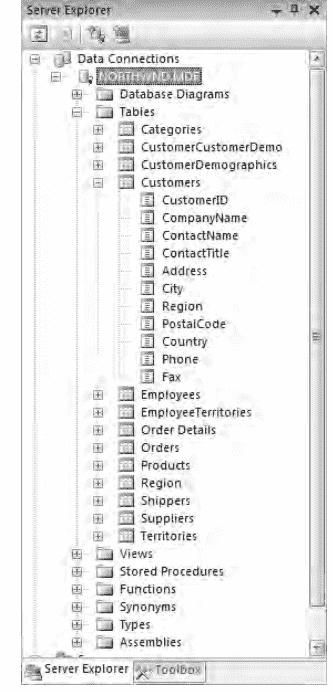 Server Explorer
Data Connections
NORTHWND.MDF
Database Diagrams
Tables
Categories
CustomerCustomerDemo
CustomerDemographics
Customers
CustomerID
CompanyName
ContactName
ContactTitle
Address
City
Region
PostalCode
Country
Phone
Fax
Employees
EmployeeTerritories
Order Details
Orders
Products
Region
Shippers
Suppliers
Territories
Views
Stored Procedures
Functions
Synonyms
Types
Assemblies
Server Explorer Toolbox